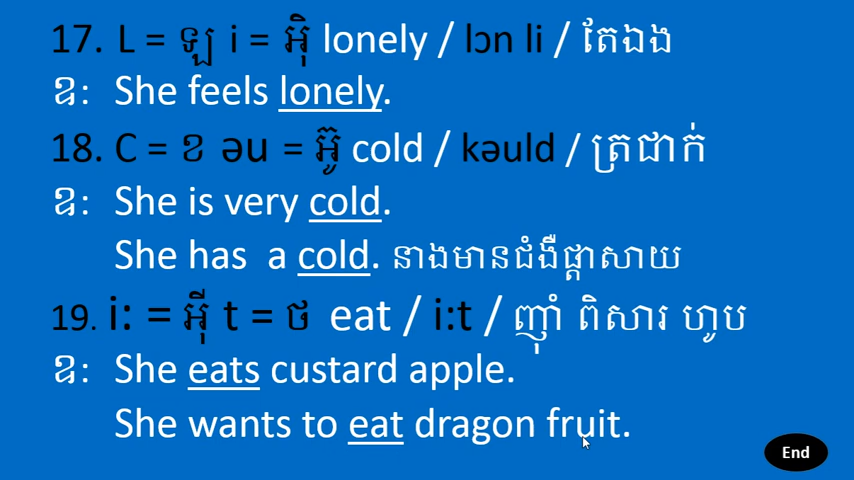 17. L = ឡ i = អ៊ិ lonely / lɔn li / តែឯង
ឧ: She feels lonely.
18. C = ខ əu = អ៊ូ cold / kəuld / ត្រជាក់
ឧ: She is very cold.
She has a cold. នាងមានជំងឺផ្ដាសាយ
19. i: = អ៊ី t = ថ eat / i:t / ញ៉ាំ ពិសារ ហូប
ឧ: She eats custard apple.
She wants to eat dragon fruit.
End